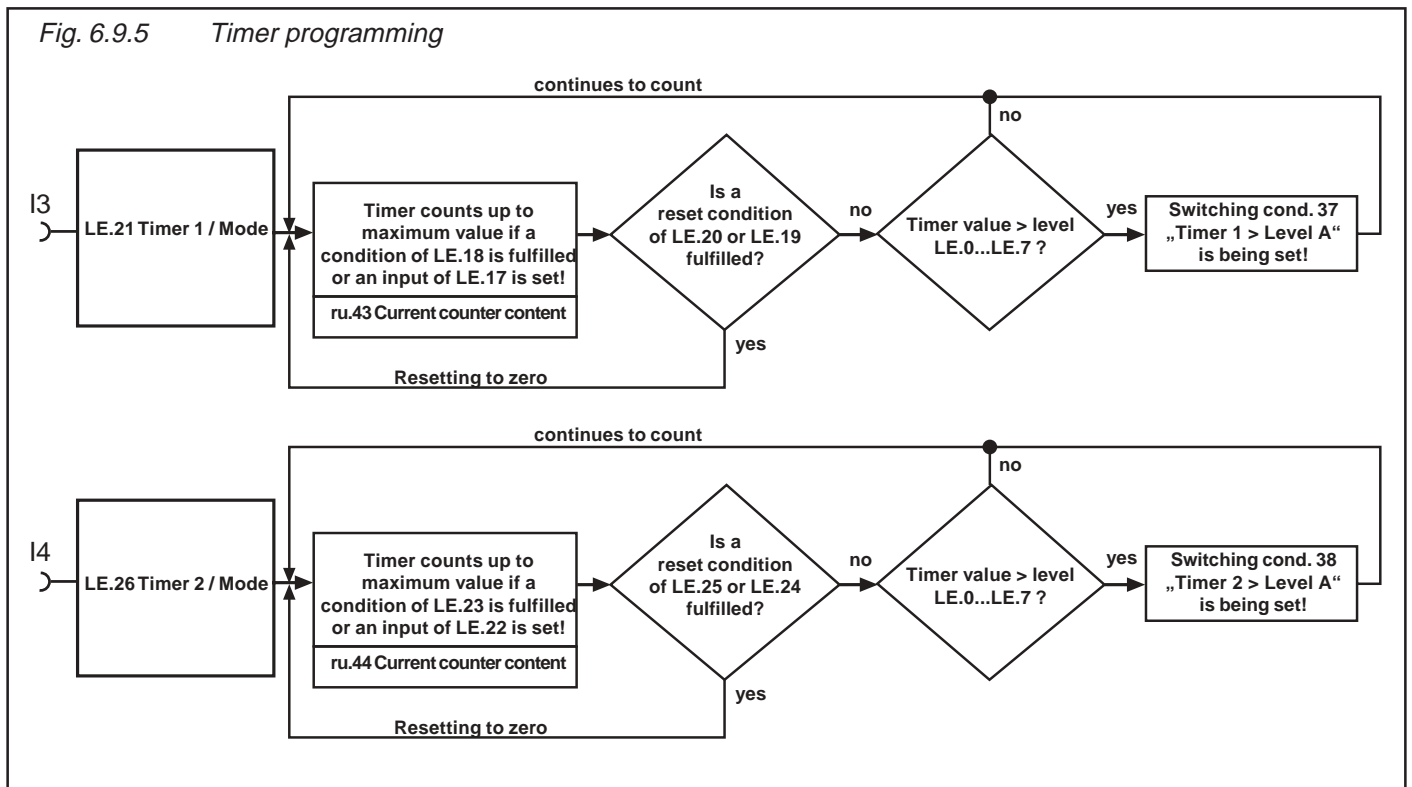 Fig. 6.9.5 Timer programming
continues to count
no
I3
LE.21 Timer 1 / Mode
Timer counts up to
maximum value if a
condition of LE.18 is fulfilled
or an input of LE.17 is set!
ru.43 Current counter content
Is a
reset condition
of LE.20 or LE.19
fulfilled?
no
yes
Timer value > level
LE.0...LE.7 ?
yes
Switching cond. 37
„Timer 1 > Level A“
is being set!
Resetting to zero
continues to count
no
I4
LE.26 Timer 2 / Mode
Timer counts up to
maximum value if a
condition of LE.23 is fulfilled
or an input of LE.22 is set!
ru.44 Current counter content
Is a
reset condition
of LE.25 or LE.24
fulfilled?
no
yes
Timer value > level
LE.0...LE.7 ?
yes
Switching cond. 38
„Timer 2 > Level A“
is being set!
Resetting to zero